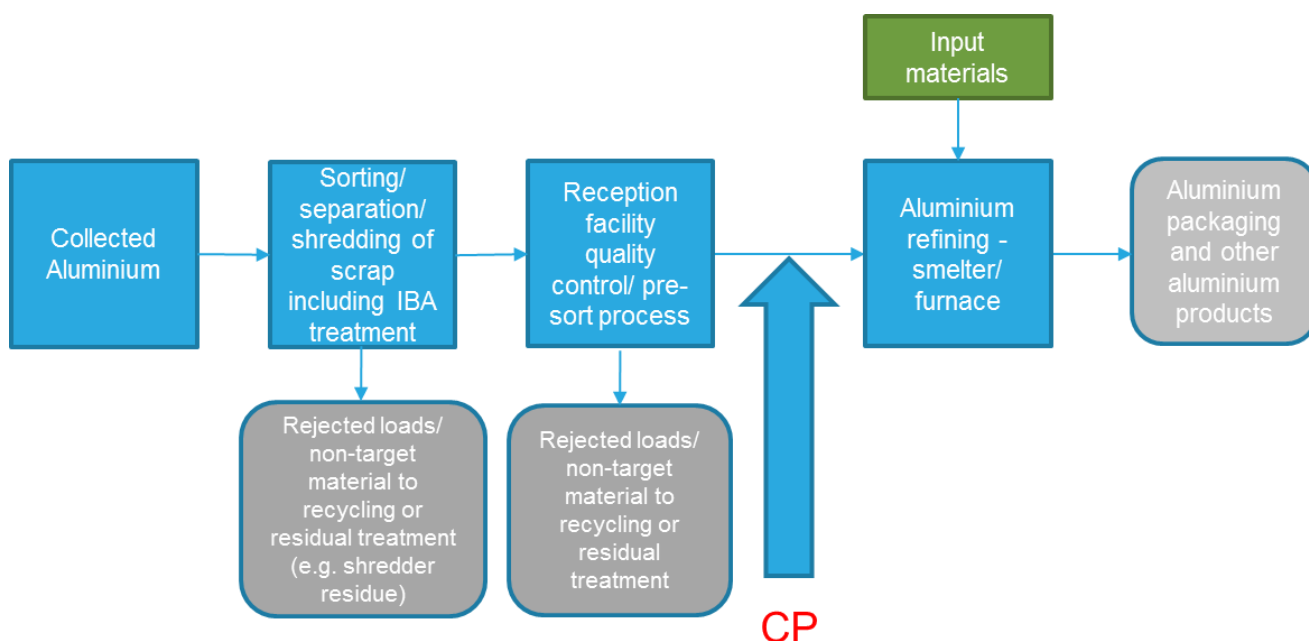 Input
materials
Collected
Aluminium
Sorting/
separation/
shredding of
scrap
including IBA
treatment
Reception
facility
quality
control/ pre-
sort process
Aluminium
refining -
smelter/
furnace
Aluminium
packaging
and other
aluminium
products
Rejected loads/
non-target
material to
recycling or
residual treatment
(e.g. shredder
residue)
Rejected loads/
non-target
material to
recycling or
residual
treatment
CP